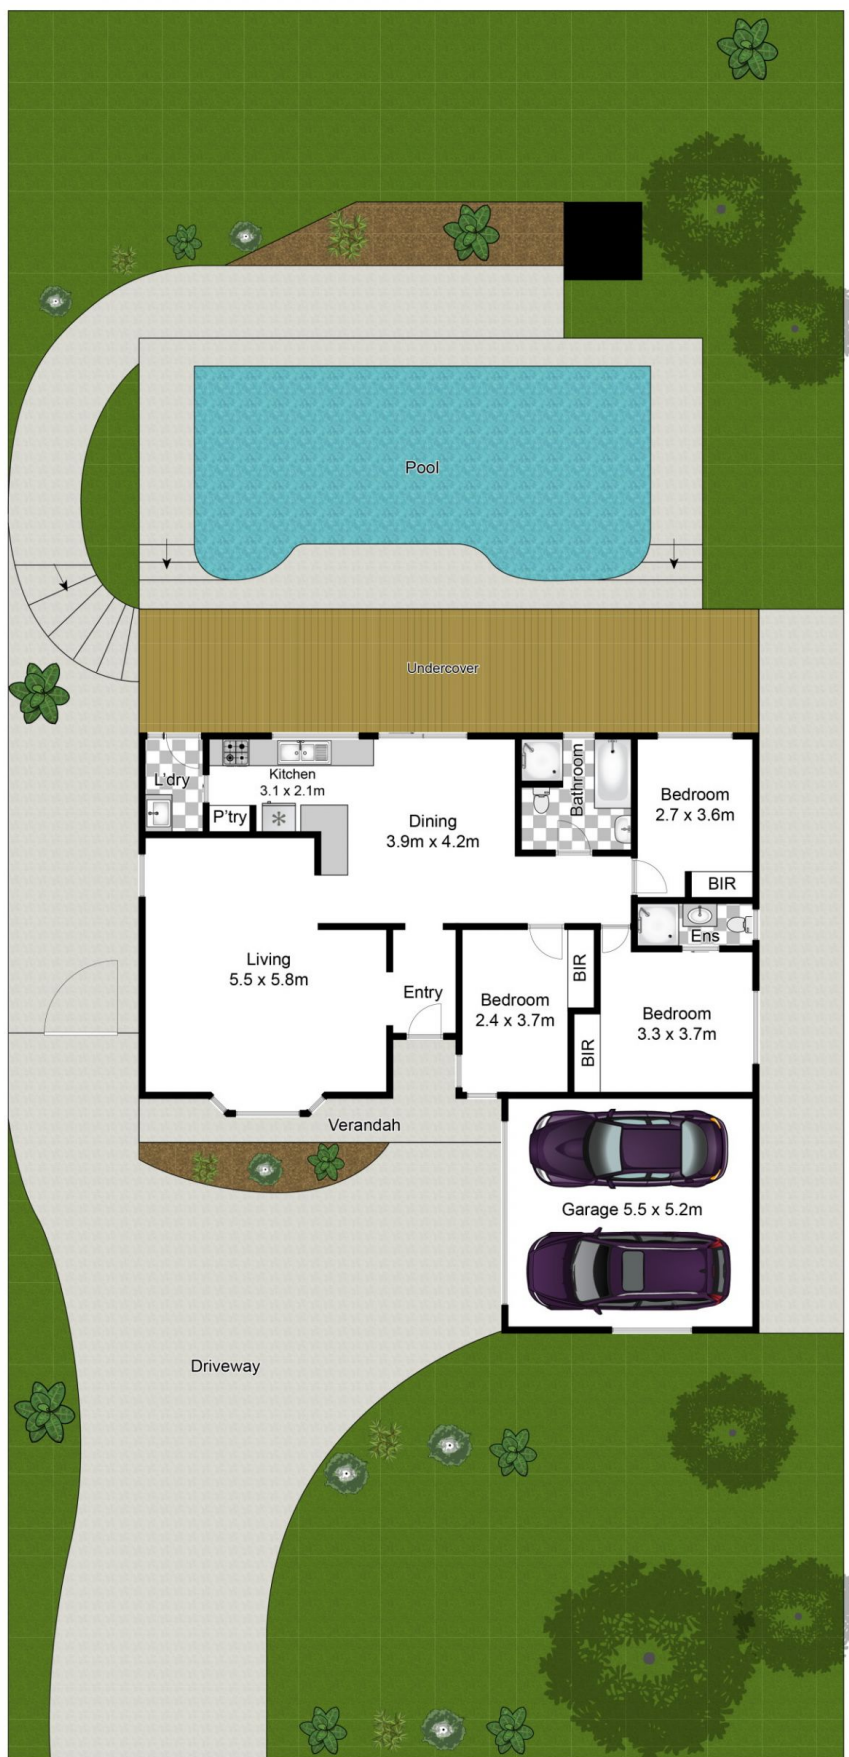 Pool
Undercover
L'dry
Kitchen
3.1 x 2.1m
P'try
Dining
3.9m x 4.2m
Bathroom
Bedroom
2.7 x 3.6m
BIR
Ens
Living
5.5 x 5.8m
Entry
Bedroom
2.4 x 3.7m
BIR
BIR
Bedroom
3.3 x 3.7m
Verandah
Garage 5.5 x 5.2m
Driveway